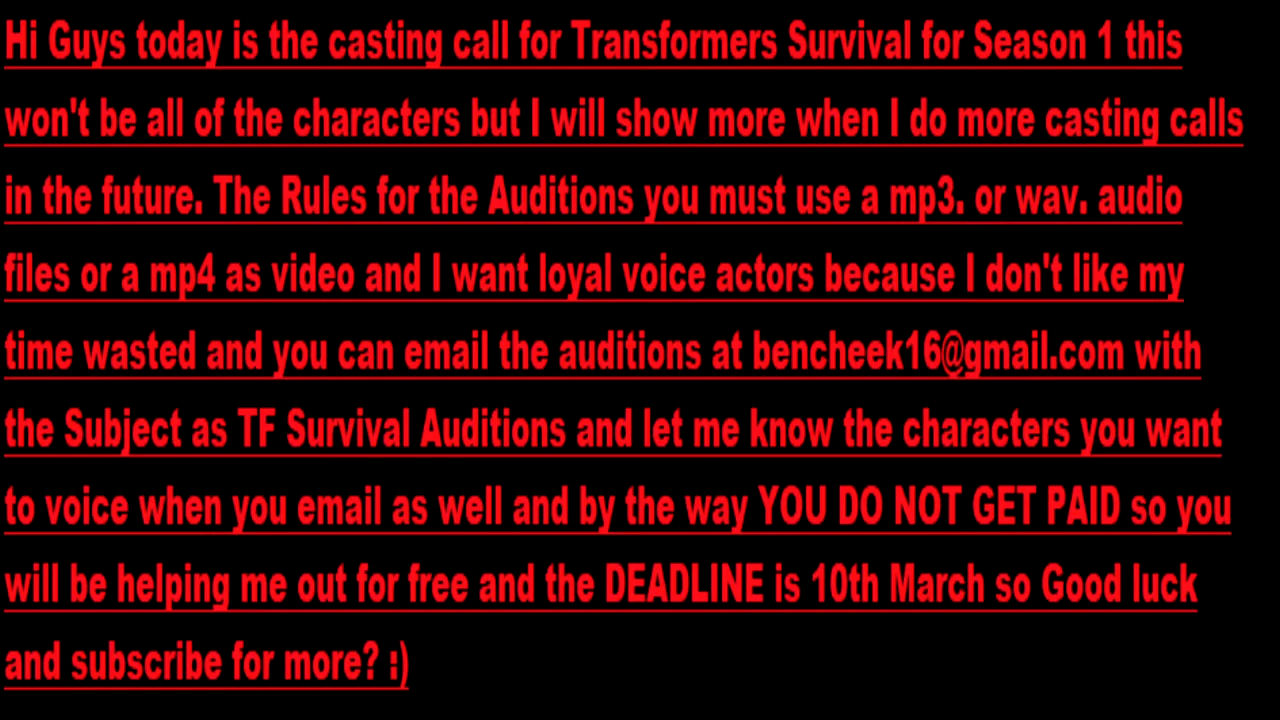 Hi Guys today is the casting call for Transformers Survival for Season 1 this
won't be all of the characters but I will show more when I do more casting calls
in the future. The Rules for the Auditions you must use a mp3. or wav. audio
files or a mp4 as video and I want loyal voice actors because I don't like my
time wasted and you can email the auditions at bencheek16@gmail.com with
the Subject as TF Survival Auditions and let me know the characters you want
to voice when you email as well and by the way YOU DO NOT GET PAID so you
will be helping me out for free and the DEADLINE is 10th March so Good luck
and subscribe for more? :)